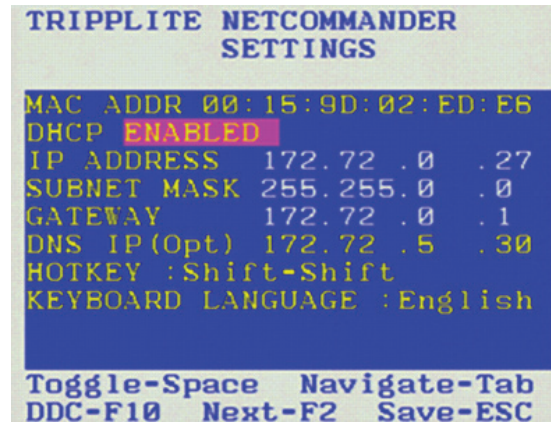 TRIPPLITE NETCOMMANDER
SETTINGS
MAC ADDR 00:15:9D:02:ED:E6
DHCP ENABLED
IP ADDRESS 172.72 .0 .27
SUBNET MASK 255.255.0 .0
GATEWAY 172.72 .0 .1
DNS IP(Opt) 172.72 .5 .30
HOTKEY :Shift-Shift
KEYBOARD LANGUAGE :English
Toggle-Space Navigate-Tab
DDC-F10 Next-F2 Save-ESC